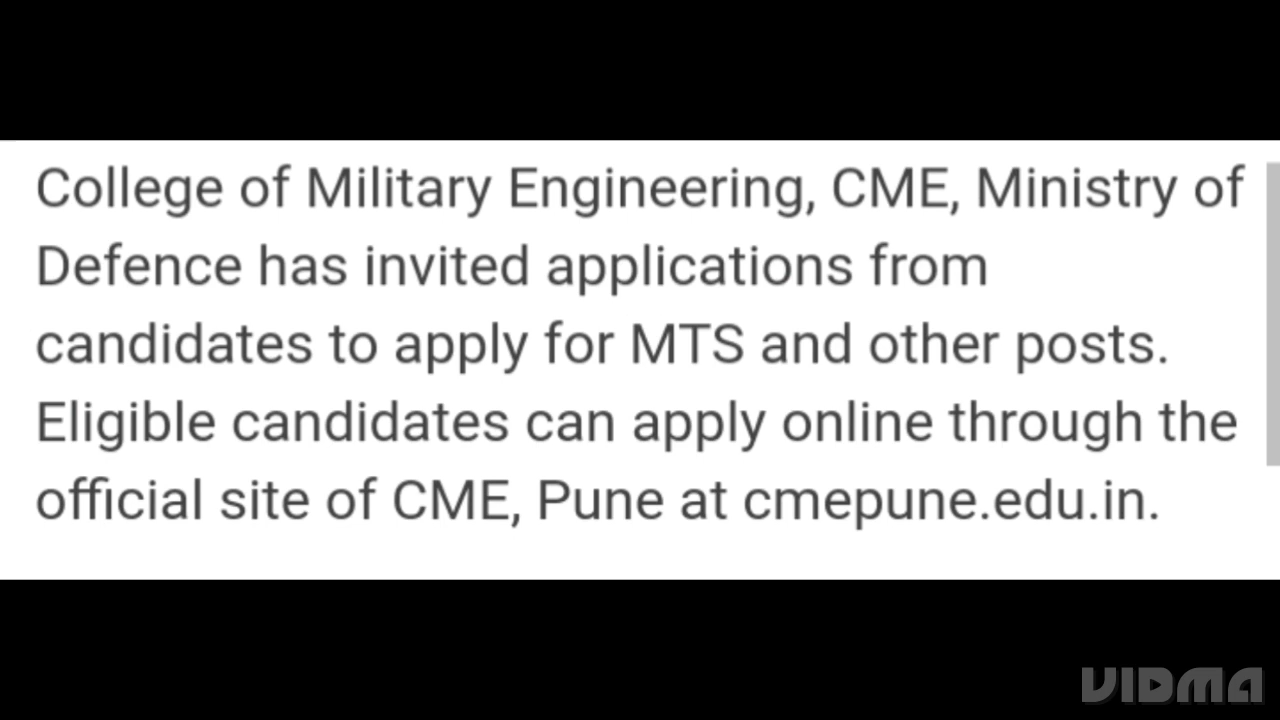 College of Military Engineering, CME, Ministry of
Defence has invited applications from
candidates to apply for MTS and other posts.
Eligible candidates can apply online through the
official site of CME, Pune at cmepune.edu.in.
VIDMA